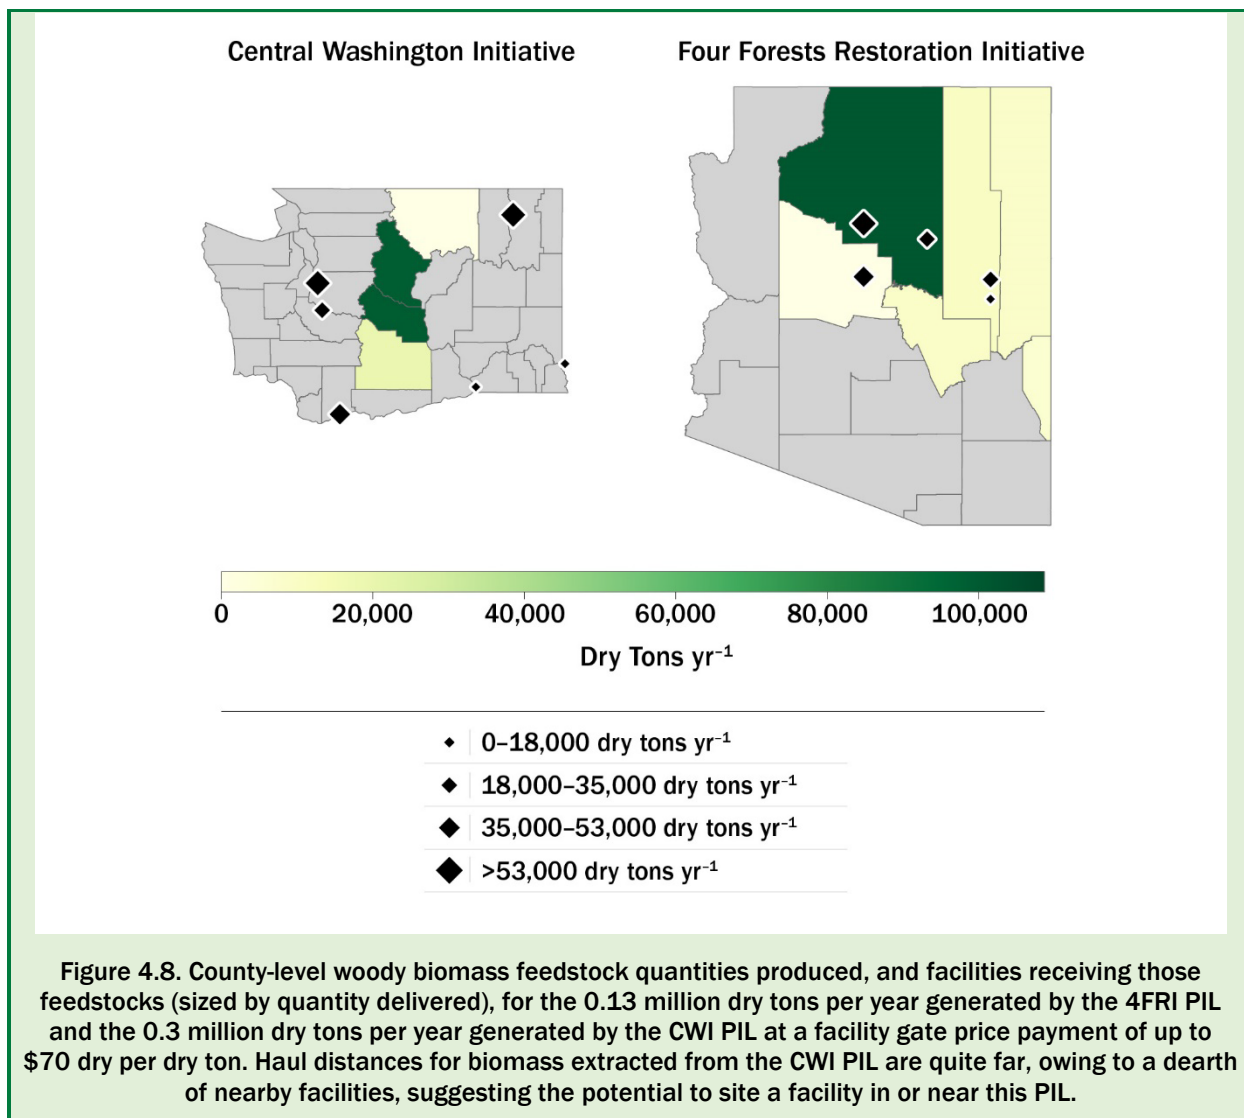 Central Washington Initiative
Four Forests Restoration Initiative
0 20,000 40,000 60,000 80,000 100,000
Dry Tons yr⁻¹
0–18,000 dry tons yr⁻¹
18,000–35,000 dry tons yr⁻¹
35,000–53,000 dry tons yr⁻¹
>53,000 dry tons yr⁻¹
Figure 4.8. County-level woody biomass feedstock quantities produced, and facilities receiving those
feedstocks (sized by quantity delivered), for the 0.13 million dry tons per year generated by the 4FRI PIL
and the 0.3 million dry tons per year generated by the CWI PIL at a facility gate price payment of up to
$70 dry per dry ton. Haul distances for biomass extracted from the CWI PIL are quite far, owing to a dearth
of nearby facilities, suggesting the potential to site a facility in or near this PIL.